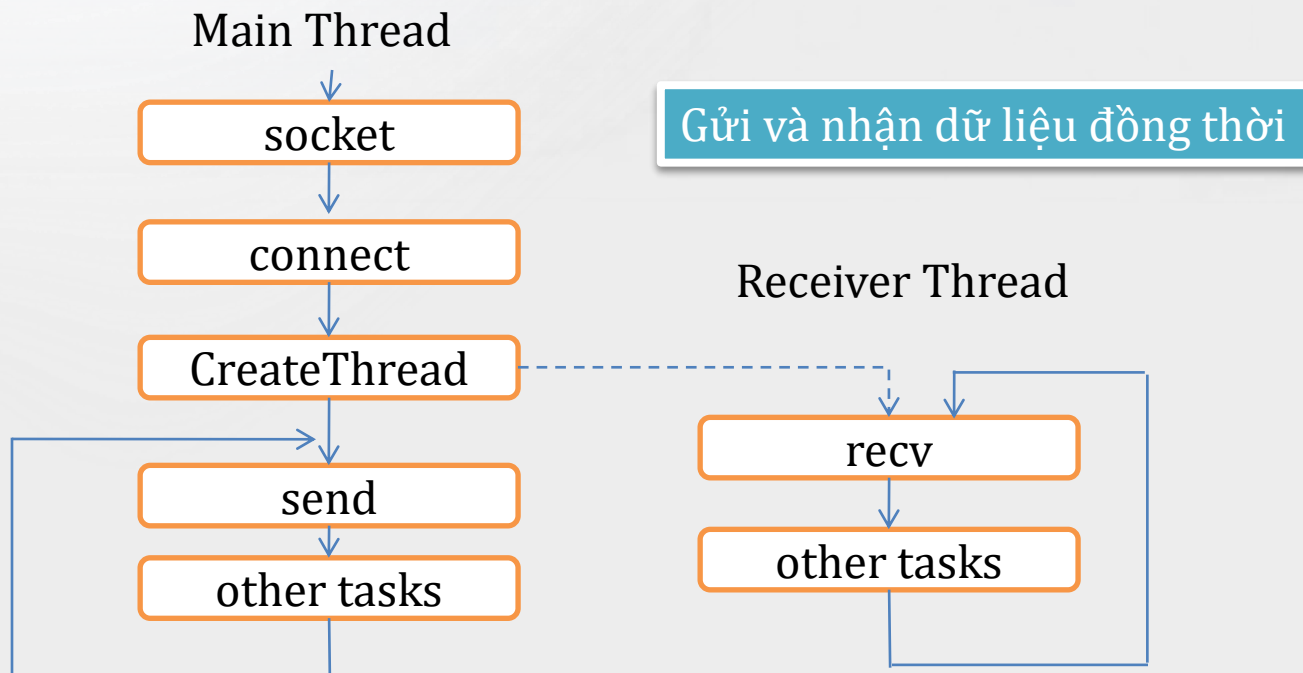 Main Thread
socket
Gửi và nhận dữ liệu đồng thời
connect
Receiver Thread
CreateThread
recv
send
other tasks
other tasks